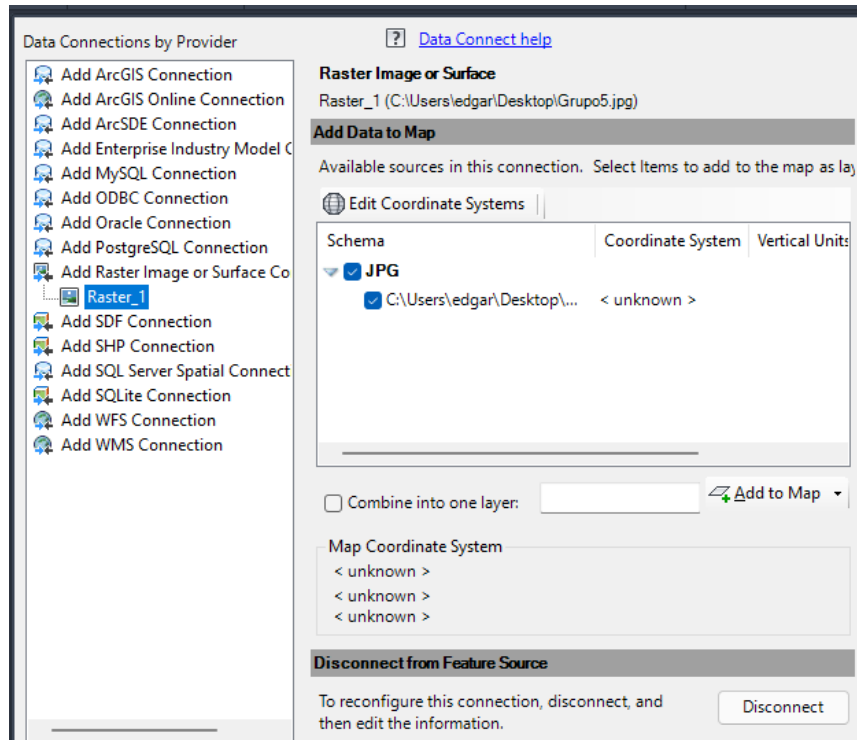 Data Connections by Provider
Add ArcGIS Connection
Add ArcGIS Online Connection
Add ArcSDE Connection
Add Enterprise Industry Model C
Add MySQL Connection
Add ODBC Connection
Add Oracle Connection
Add PostgreSQL Connection
Add Raster Image or Surface Co
Raster_1
Add SDF Connection
Add SHP Connection
Add SQL Server Spatial Connect
Add SQLite Connection
Add WFS Connection
Add WMS Connection
? Data Connect help
Raster Image or Surface
Raster_1 (C:\Users\edgar\Desktop\Grupo5.jpg)
Add Data to Map
Available sources in this connection. Select Items to add to the map as lay
Edit Coordinate Systems
Schema Coordinate System Vertical Units
JPG
C:\Users\edgar\Desktop\... < unknown >
Combine into one layer: Add to Map
Map Coordinate System
< unknown >
< unknown >
< unknown >
Disconnect from Feature Source
To reconfigure this connection, disconnect, and
then edit the information.
Disconnect